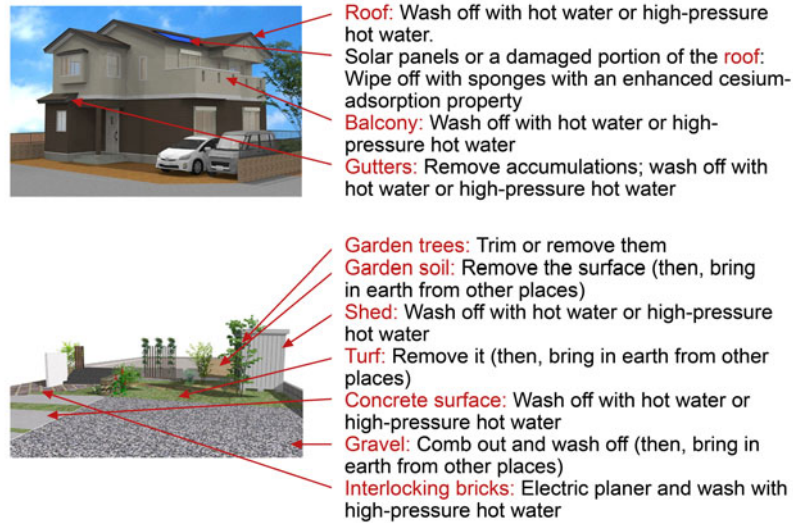 Roof: Wash off with hot water or high-pressure
hot water.
Solar panels or a damaged portion of the roof:
Wipe off with sponges with an enhanced cesium-
adsorption property
Balcony: Wash off with hot water or high-
pressure hot water
Gutters: Remove accumulations; wash off with
hot water or high-pressure hot water
Garden trees: Trim or remove them
Garden soil: Remove the surface (then, bring
in earth from other places)
Shed: Wash off with hot water or high-pressure
hot water
Turf: Remove it (then, bring in earth from other
places)
Concrete surface: Wash off with hot water or
high-pressure hot water
Gravel: Comb out and wash off (then, bring in
earth from other places)
Interlocking bricks: Electric planer and wash with
high-pressure hot water